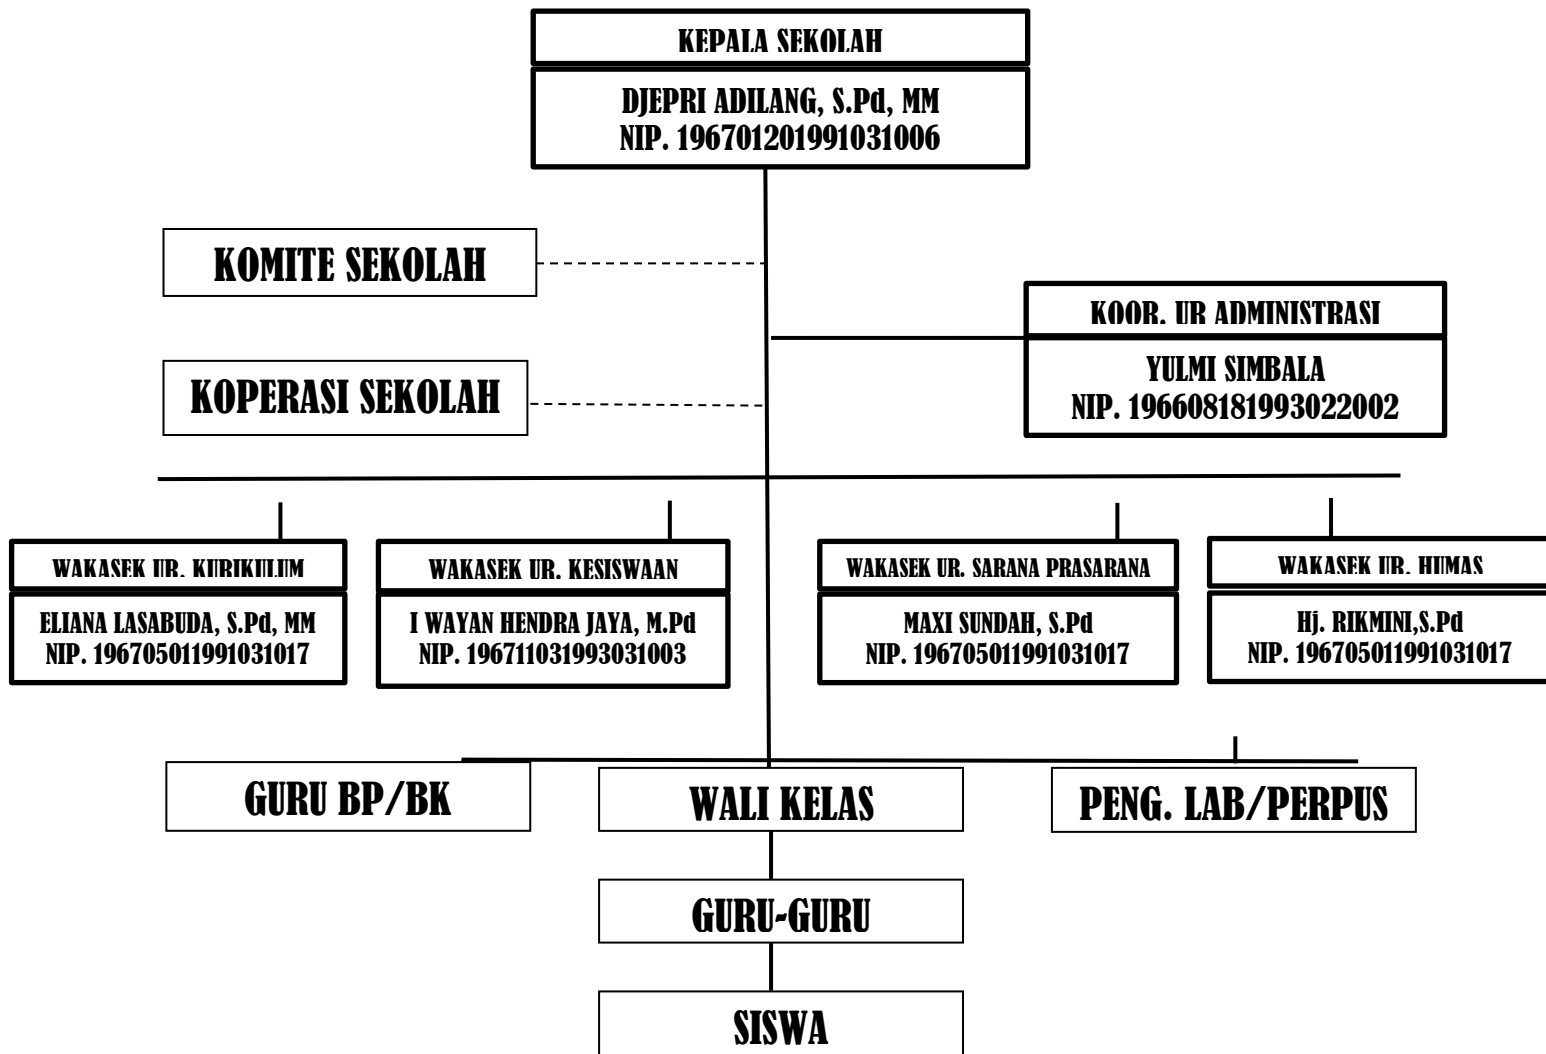 KEPALA SEKOLAH
DJEPRI ADILANG, S.Pd, MM
NIP. 196701201991031006
KOMITE SEKOLAH
KOOR. UR ADMINISTRASI
YULMI SIMBALA
NIP. 196608181993022002
KOPERASI SEKOLAH
WAKASEK UR. KURIKULUM
ELIANA LASABUDA, S.Pd, MM
NIP. 196705011991031017
WAKASEK UR. KESISWAAN
I WAYAN HENDRA JAYA, M.Pd
NIP. 196711031993031003
WAKASEK UR. SARANA PRASARANA
MAXI SUNDAH, S.Pd
NIP. 196705011991031017
WAKASEK UR. HUMAS
Hj. RIKMINI,S.Pd
NIP. 196705011991031017
GURU BP/BK
WALI KELAS
PENG. LAB/PERPUS
GURU-GURU
SISWA